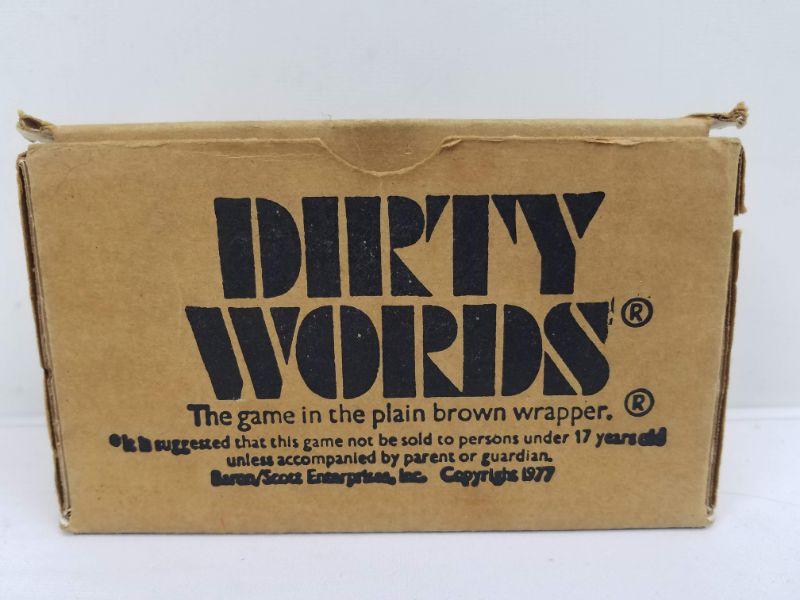 DIRTY
WORDS ®
The game in the plain brown wrapper. ®
It is suggested that this game not be sold to persons under 17 years old
unless accompanied by parent or guardian.
Baron/Scott Enterprises, Inc. Copyright 1977